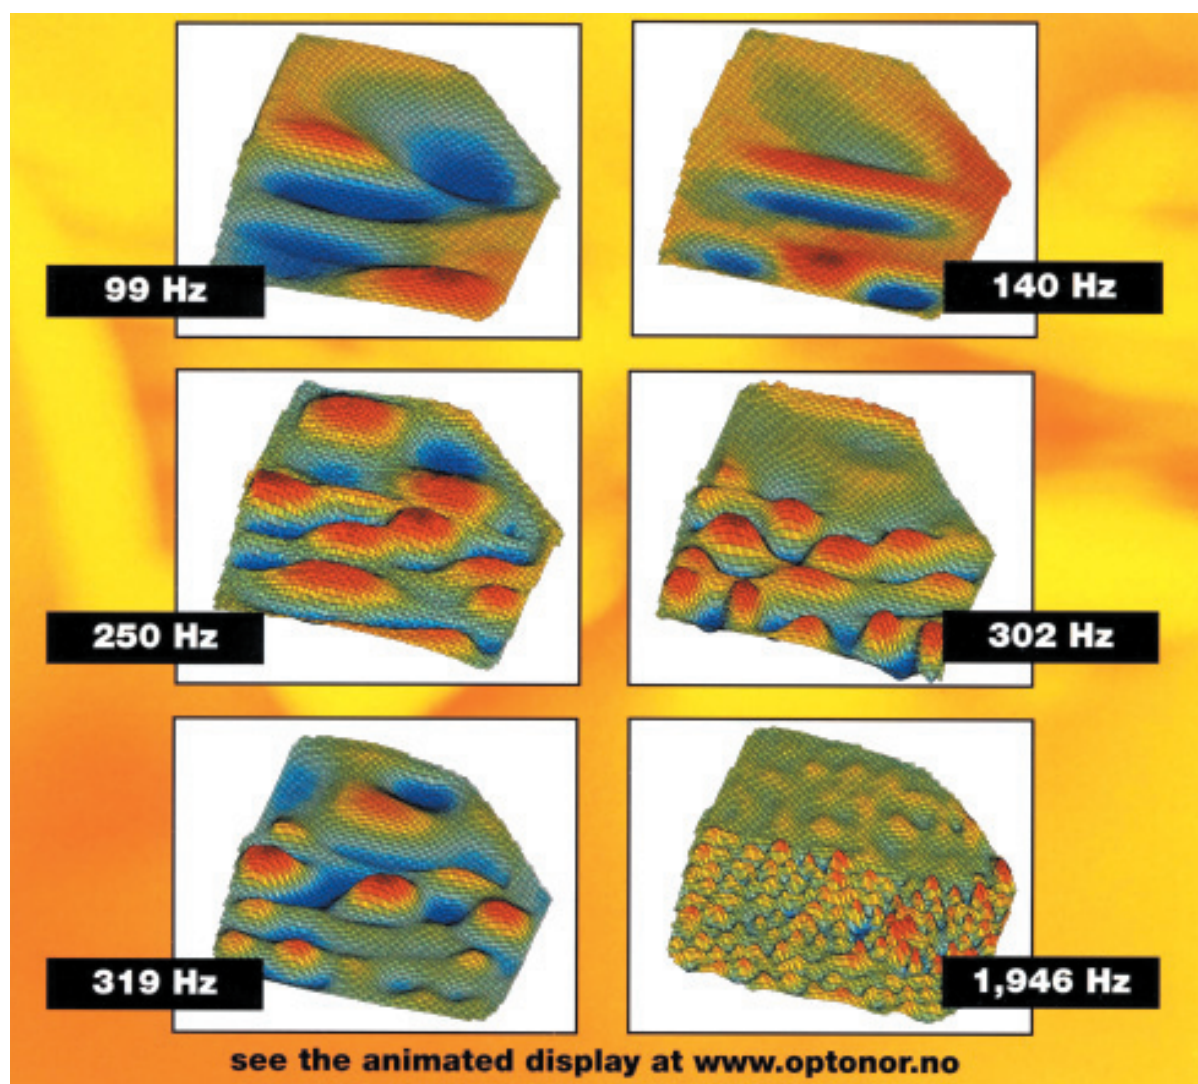 99 Hz
140 Hz
250 Hz
302 Hz
319 Hz
1,946 Hz
see the animated display at www.optonor.no